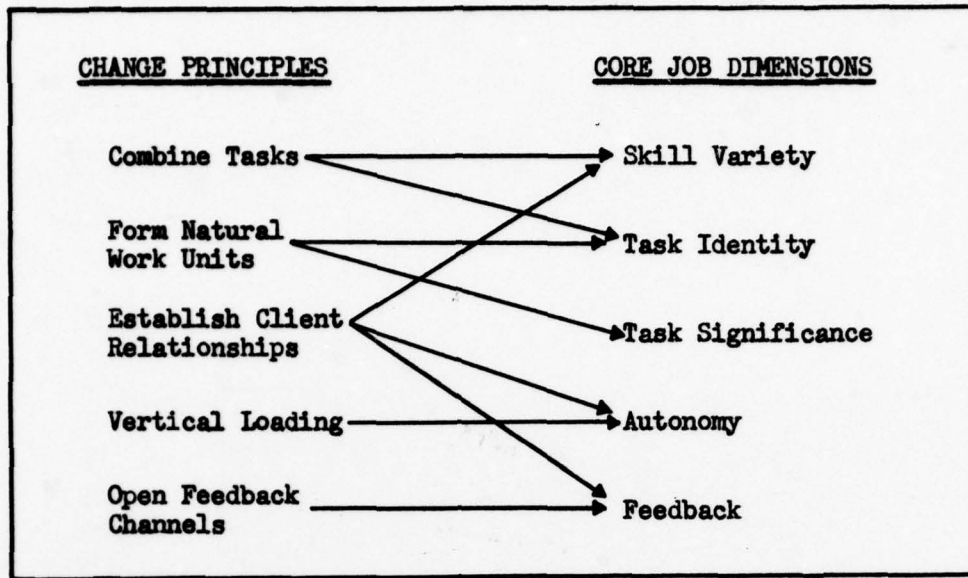 CHANGE PRINCIPLES
CORE JOB DIMENSIONS
Combine Tasks
Skill Variety
Form Natural
Work Units
Task Identity
Establish Client
Relationships
Task Significance
Vertical Loading
Autonomy
Open Feedback
Channels
Feedback